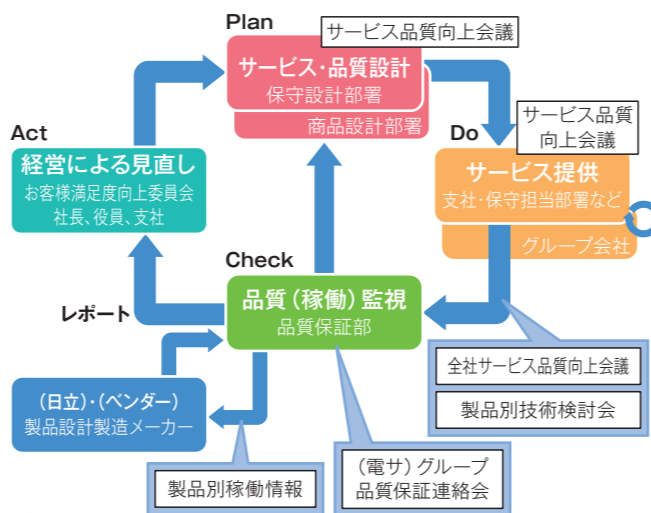 Plan
サービス品質向上会議
サービス・品質設計
保守設計部署
商品設計部署
Do
サービス品質
向上会議
サービス提供
支社・保守担当部署など
グループ会社
Act
経営による見直し
お客様満足度向上委員会
社長、役員、支社
Check
品質（稼働）監視
品質保証部
レポート
（日立）・（ベンダー）
製品設計製造メーカー
全社サービス品質向上会議
製品別技術検討会
製品別稼働情報
（電サ）グループ
品質保証連絡会